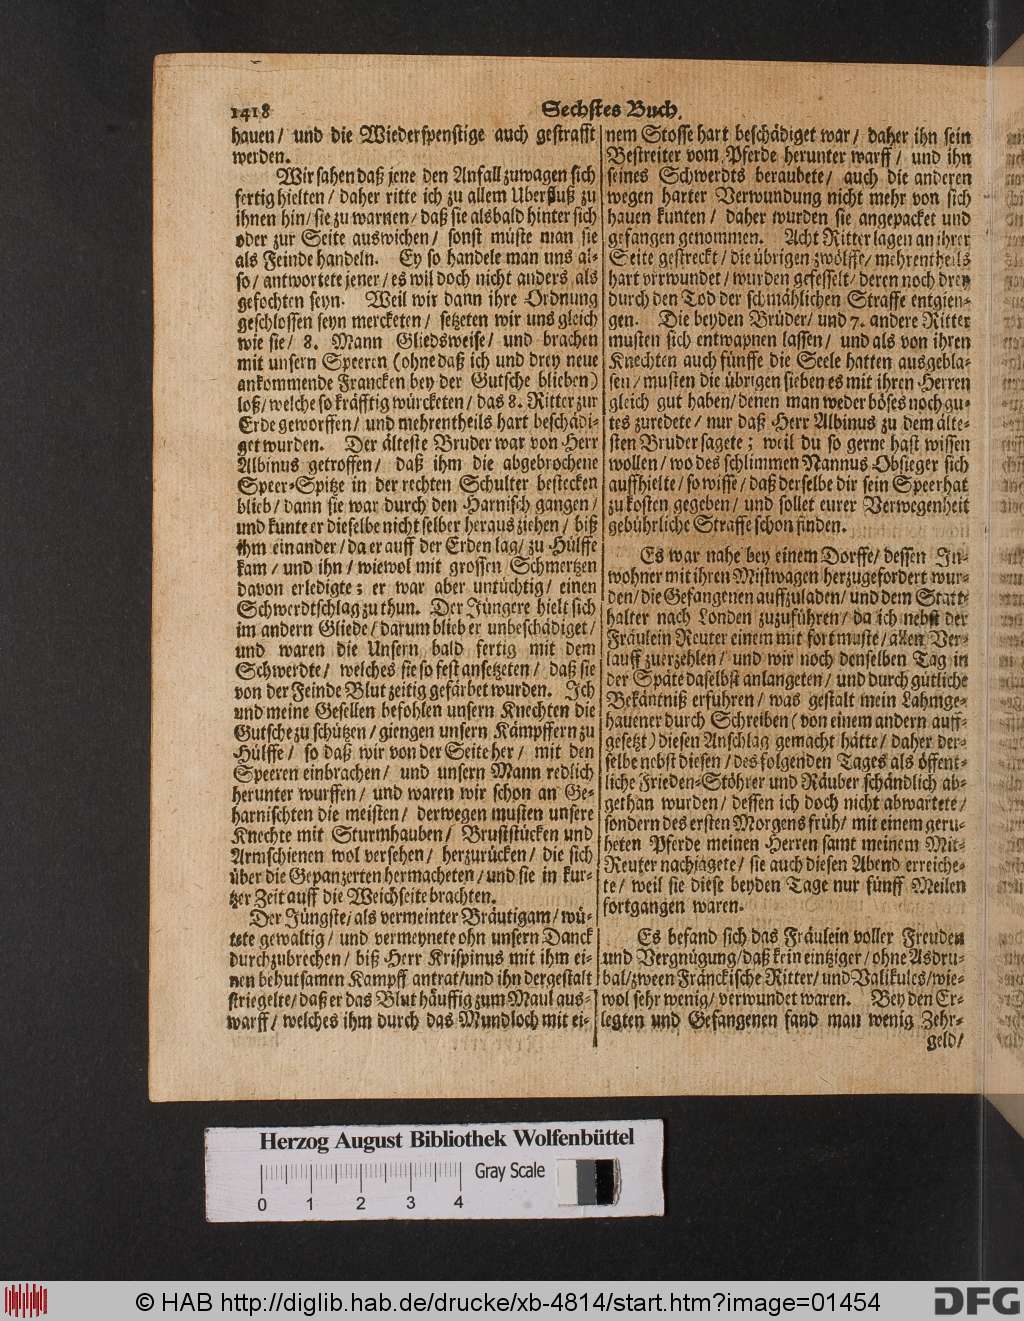 1418
Sechstes Buch.
hauen/ und die Wiederspenstige auch gestrafft
werden.
Wir sahen daß jene den Anfall zuwagen sich
fertig hielten/ daher ritte ich zu allem Uberfluß zu
ihnen hin/ sie zu warnen/ daß sie alsbald hinter sich
oder zur Seite auswichen/ sonst müste man sie
als Feinde handeln. Ey so handele man uns al-
so/ antwortete jener/ es wil doch nicht anders als
gefochten seyn. Weil wir dann ihre Ordnung
geschlossen seyn mercketen/ setzeten wir uns gleich
wie sie/ 8. Mann Gliedsweise/ und brachen
mit unsern Speeren (ohne daß ich und drey neue
ankommende Francken bey der Gutsche blieben)
loß/ welche so kräfftig würcketen/ das 8. Ritter zur
Erde geworffen/ und mehrentheils hart beschädi-
get wurden. Der älteste Bruder war von Herr
Albinus getroffen/ daß ihm die abgebrochene
Speer-Spitze in der rechten Schulter bestecken
blieb/ dann sie war durch den Harnisch gangen/
und kunte er dieselbe nicht selber heraus ziehen/ biß
ihm ein ander/ da er auff der Erden lag/ zu Hülffe
kam/ und ihn/ wiewol mit grossen Schmertzen
davon erledigte; er war aber untüchtig/ einen
Schwerdtschlag zu thun. Der Jüngere hielt sich
im andern Gliede/ darum blieb er unbeschädiget/
und waren die Unsern bald fertig mit dem
Schwerdte/ welches sie so fest ansetzeten/ daß sie
von der Feinde Blut zeitig gefärbet wurden. Ich
und meine Gesellen befohlen unsern Knechten die
Gutsche zu schützen/ giengen unsern Kämpffern zu
Hülffe/ so daß wir von der Seite her/ mit den
Speeren einbrachen/ und unsern Mann redlich
herunter wurffen/ und waren wir schon an Ge-
harnischten die meisten/ derwegen musten unsere
Knechte mit Sturmhauben/ Bruststücken und
Armschienen wol versehen/ herzurücken/ die sich
über die Gepanzerten hermacheten/ und sie in kur-
tzer Zeit auff die Weichseite brachten.
Der Jüngste/ als vermeinter Bräutigam/ wü-
tete gewaltig/ und vermeynete ohn unsern Danck
durchzubrechen/ biß Herr Krispinus mit ihm ei-
nen behutsamen Kampff antrat/ und ihn dergestalt
striegelte/ daß er das Blut häuffig zum Maul aus-
warff/ welches ihm durch das Mundloch mit ei-
nem Stosse hart beschädiget war/ daher ihn sein
Bestreiter vom Pferde herunter warff/ und ihn
seines Schwerdts beraubete/ auch die anderen
wegen harter Verwundung nicht mehr von sich
hauen kunten/ daher wurden sie angepacket und
gefangen genommen. Acht Ritter lagen an ihrer
Seite gestreckt/ die übrigen zwölffe/ mehrentheils
hart verwundet/ wurden gefesselt/ deren noch drey
durch den Tod der schmählichen Straffe entgien-
gen. Die beyden Brüder/ und 7. andere Ritter
musten sich entwapnen lassen/ und als von ihren
Knechten auch fünffe die Seele hatten ausgebla-
sen/ musten die übrigen sieben es mit ihren Herren
gleich gut haben/ denen man weder böses noch gu-
tes zuredete/ nur daß Herr Albinus zu dem älte-
sten Bruder sagete; weil du so gerne hast wissen
wollen/ wo des schlimmen Nannus Obsieger sich
auffhielte/ so wisse/ daß derselbe dir sein Speer hat
zu kosten gegeben/ und sollet eurer Verwegenheit
gebührliche Straffe schon finden.
Es war nahe bey einem Dorffe/ dessen In-
wohner mit ihren Mistwagen herzugefordert wur-
den/ die Gefangenen auffzuladen/ und dem Statt-
halter nach Londen zuzuführen/ da ich nebst der
Fräulein Reuter einem mit fort muste/ allen Ver-
lauff zuerzehlen/ und wir noch denselben Tag in
der Späte daselbst anlangeten/ und durch gütliche
Bekäntniß erfuhren/ was gestalt mein Lahmge-
hauener durch Schreiben (von einem andern auff-
gesetzt) diesen Anschlag gemacht hätte/ daher der-
selbe nebst diesen/ des folgenden Tages als öffent-
liche Frieden-Stöhrer und Räuber schändlich ab-
gethan wurden/ dessen ich doch nicht abwartete/
sondern des ersten Morgens früh/ mit einem geru-
heten Pferde meinen Herren samt meinem Mit-
Reuter nachjagete/ sie auch diesen Abend erreiche-
te/ weil sie diese beyden Tage nur fünff Meilen
fortgangen waren.
Es befand sich das Fräulein voller Freuden
und Vergnügung/ daß kein eintziger/ ohne Asdru-
bal/ zween Fränckische Ritter/ und Valikules/ wie-
wol sehr wenig/ verwundet waren. Bey den Er-
legten und Gefangenen fand man wenig Zehr-
geld/
Herzog August Bibliothek Wolfenbüttel
Gray Scale
0 1 2 3 4
© HAB http://diglib.hab.de/drucke/xb-4814/start.htm?image=01454
DFG